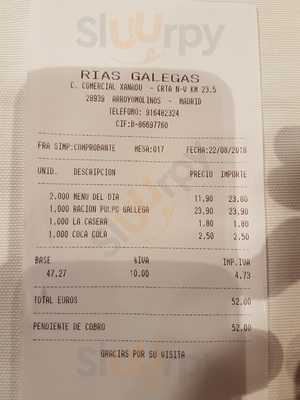 Sluurpy
RIAS GALEGAS
C. COMERCIAL XANADU - CRTA N-V KM 23.5
28939 ARROYOMOLINOS - MADRID
TELEFONO: 916482324
CIF:B-86697760
FRA SIMP:COMPROBANTE MESA:017 FECHA:22/08/2018
UNID. DESCRIPCION PRECIO IMPORTE
2.000 MENU DEL DIA 11.90 23.80
1.000 RACION PULPO GALLEGA 23.90 23.90
1.000 LA CASERA 1.80 1.80
1.000 COCA COLA 2.50 2.50
BASE %IVA IMP.IVA
47.27 10.00 4.73
TOTAL EUROS 52.00
PENDIENTE DE COBRO 52.00
GRACIAS POR SU VISITA
Sluurpy